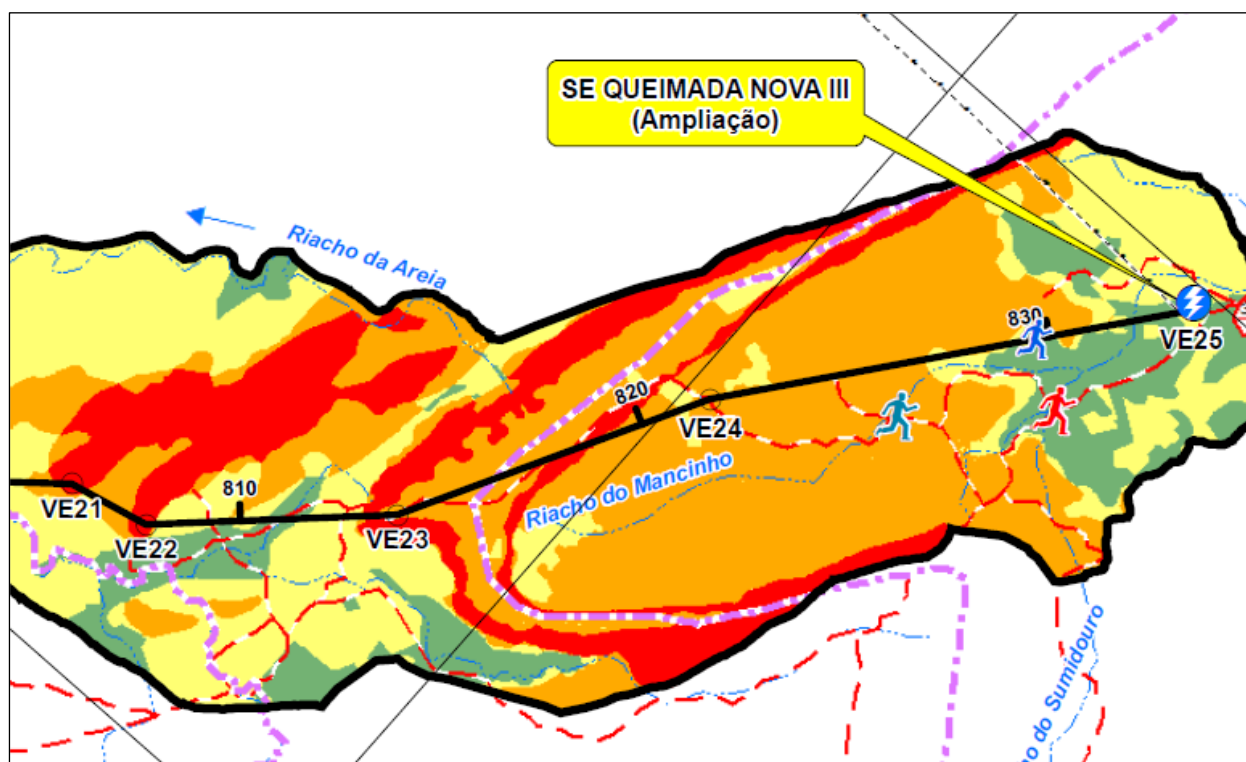 SE QUEIMADA NOVA III
(Ampliação)
Riacho da Areia
830
VE25
820
VE24
Riacho do Mancinho
VE21
810
VE22
VE23
do Sumidouro